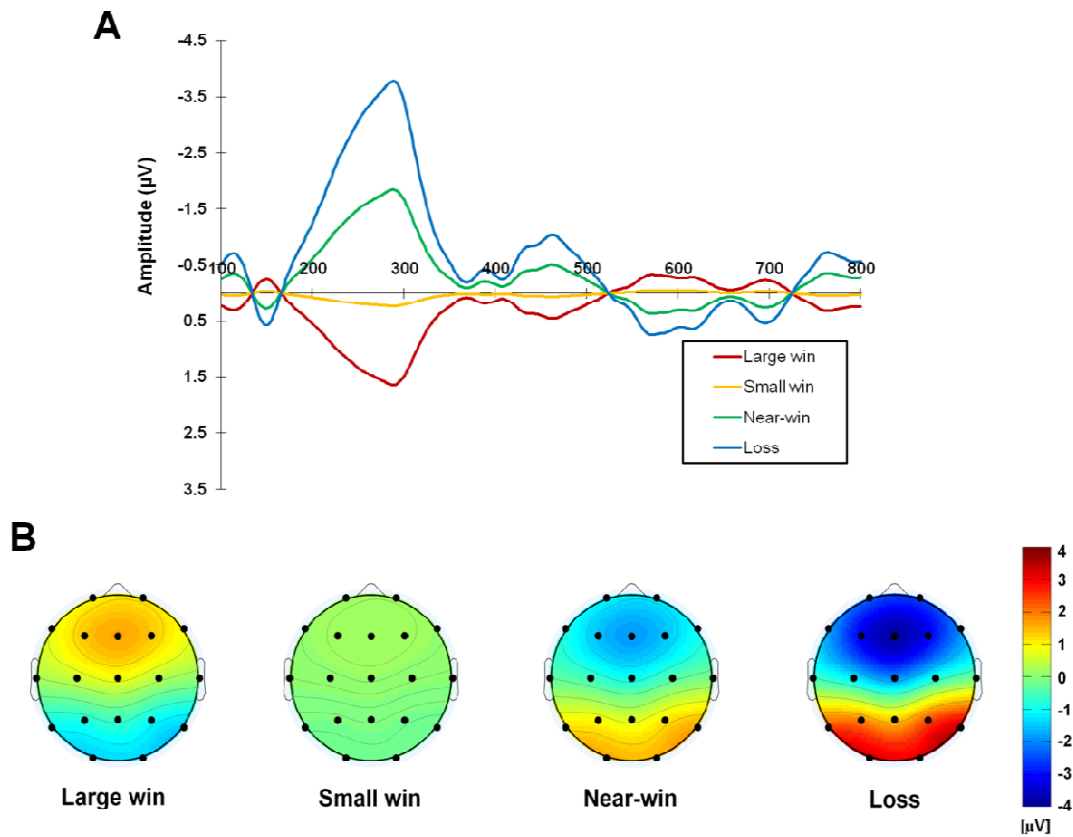 A
-4.5
-3.5
-2.5
-1.5
-0.5
0.5
1.5
2.5
3.5
Amplitude (µV)
100 200 300 400 500 600 700 800
Large win
Small win
Near-win
Loss
B
4
3
2
1
0
-1
-2
-3
-4
[µV]
Large win Small win Near-win Loss